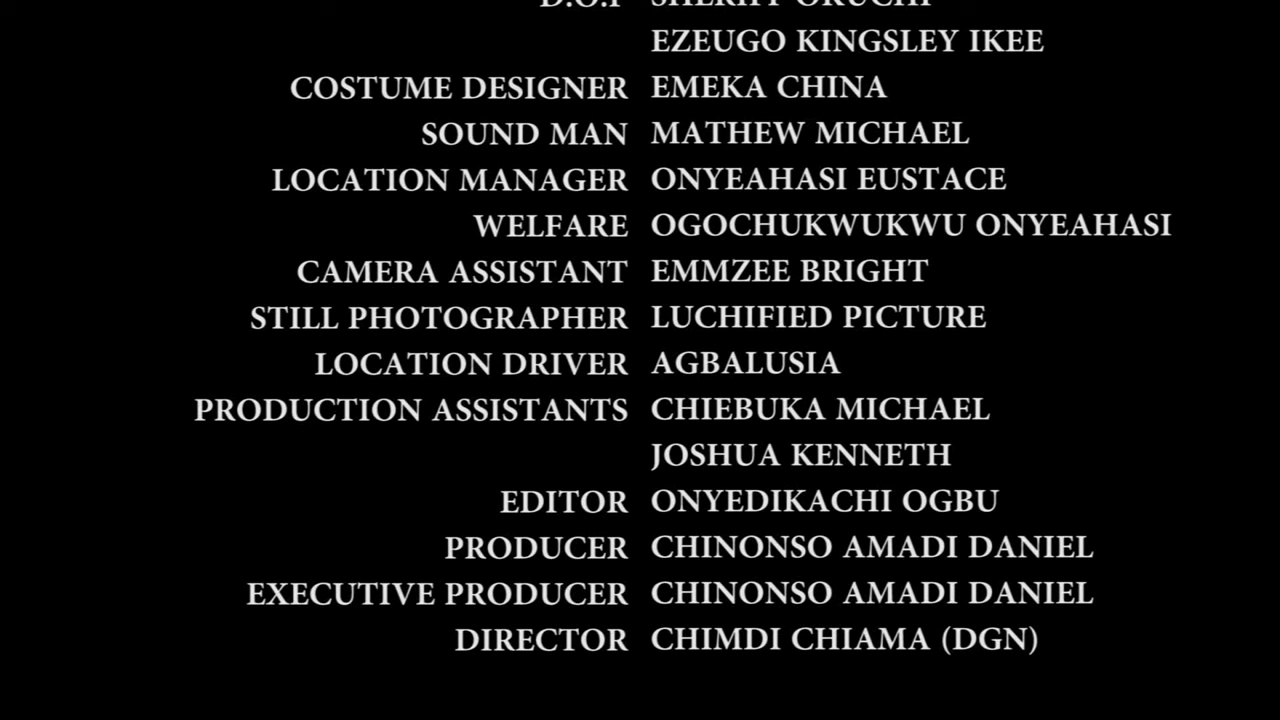 D.O.P SHERIFF OKUCHI
EZEUGO KINGSLEY IKEE
COSTUME DESIGNER EMEKA CHINA
SOUND MAN MATHEW MICHAEL
LOCATION MANAGER ONYEAHASI EUSTACE
WELFARE OGOCHUKWUKWU ONYEAHASI
CAMERA ASSISTANT EMMZEE BRIGHT
STILL PHOTOGRAPHER LUCHIFIED PICTURE
LOCATION DRIVER AGBALUSIA
PRODUCTION ASSISTANTS CHIEBUKA MICHAEL
JOSHUA KENNETH
EDITOR ONYEDIKACHI OGBU
PRODUCER CHINONSO AMADI DANIEL
EXECUTIVE PRODUCER CHINONSO AMADI DANIEL
DIRECTOR CHIMDI CHIAMA (DGN)